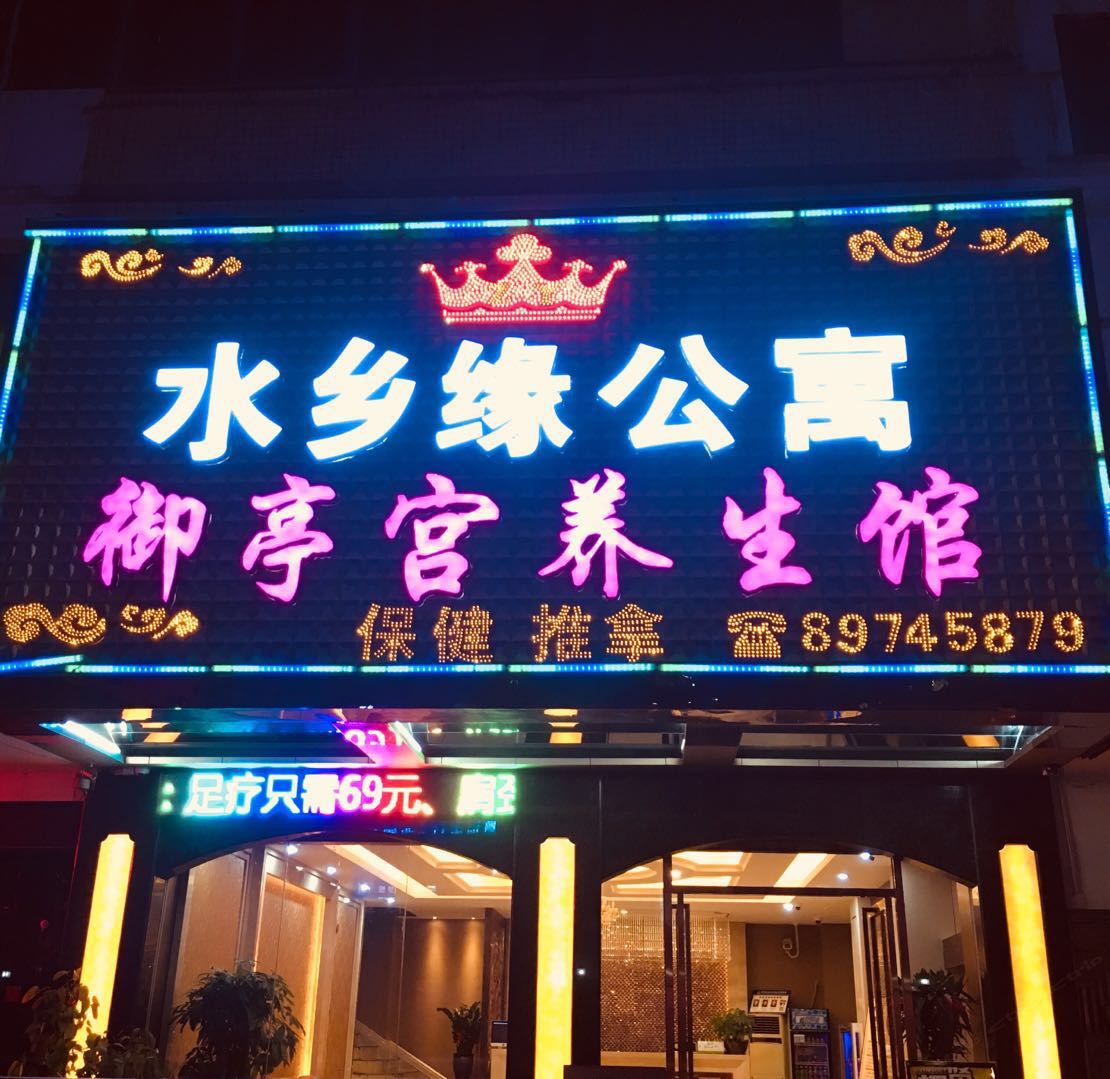 水乡缘公寓
御亭宫养生馆
保健 推拿 ☎89745879
：足疗只需69元、肩